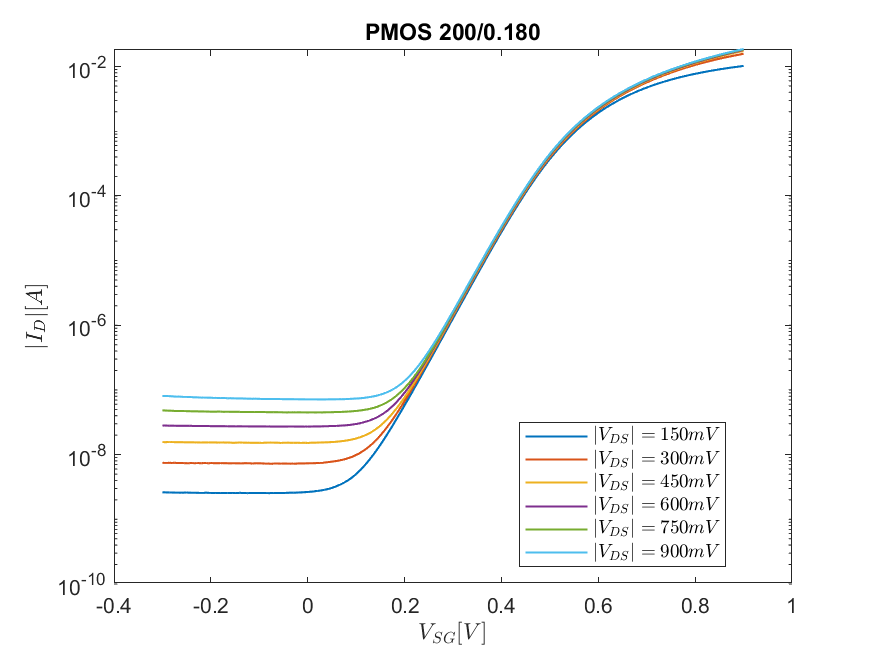 PMOS 200/0.180
10^-2
10^-4
10^-6
10^-8
10^-10
|I_D|[A]
-0.4 -0.2 0 0.2 0.4 0.6 0.8 1
V_SG[V]
|V_DS| = 150mV
|V_DS| = 300mV
|V_DS| = 450mV
|V_DS| = 600mV
|V_DS| = 750mV
|V_DS| = 900mV